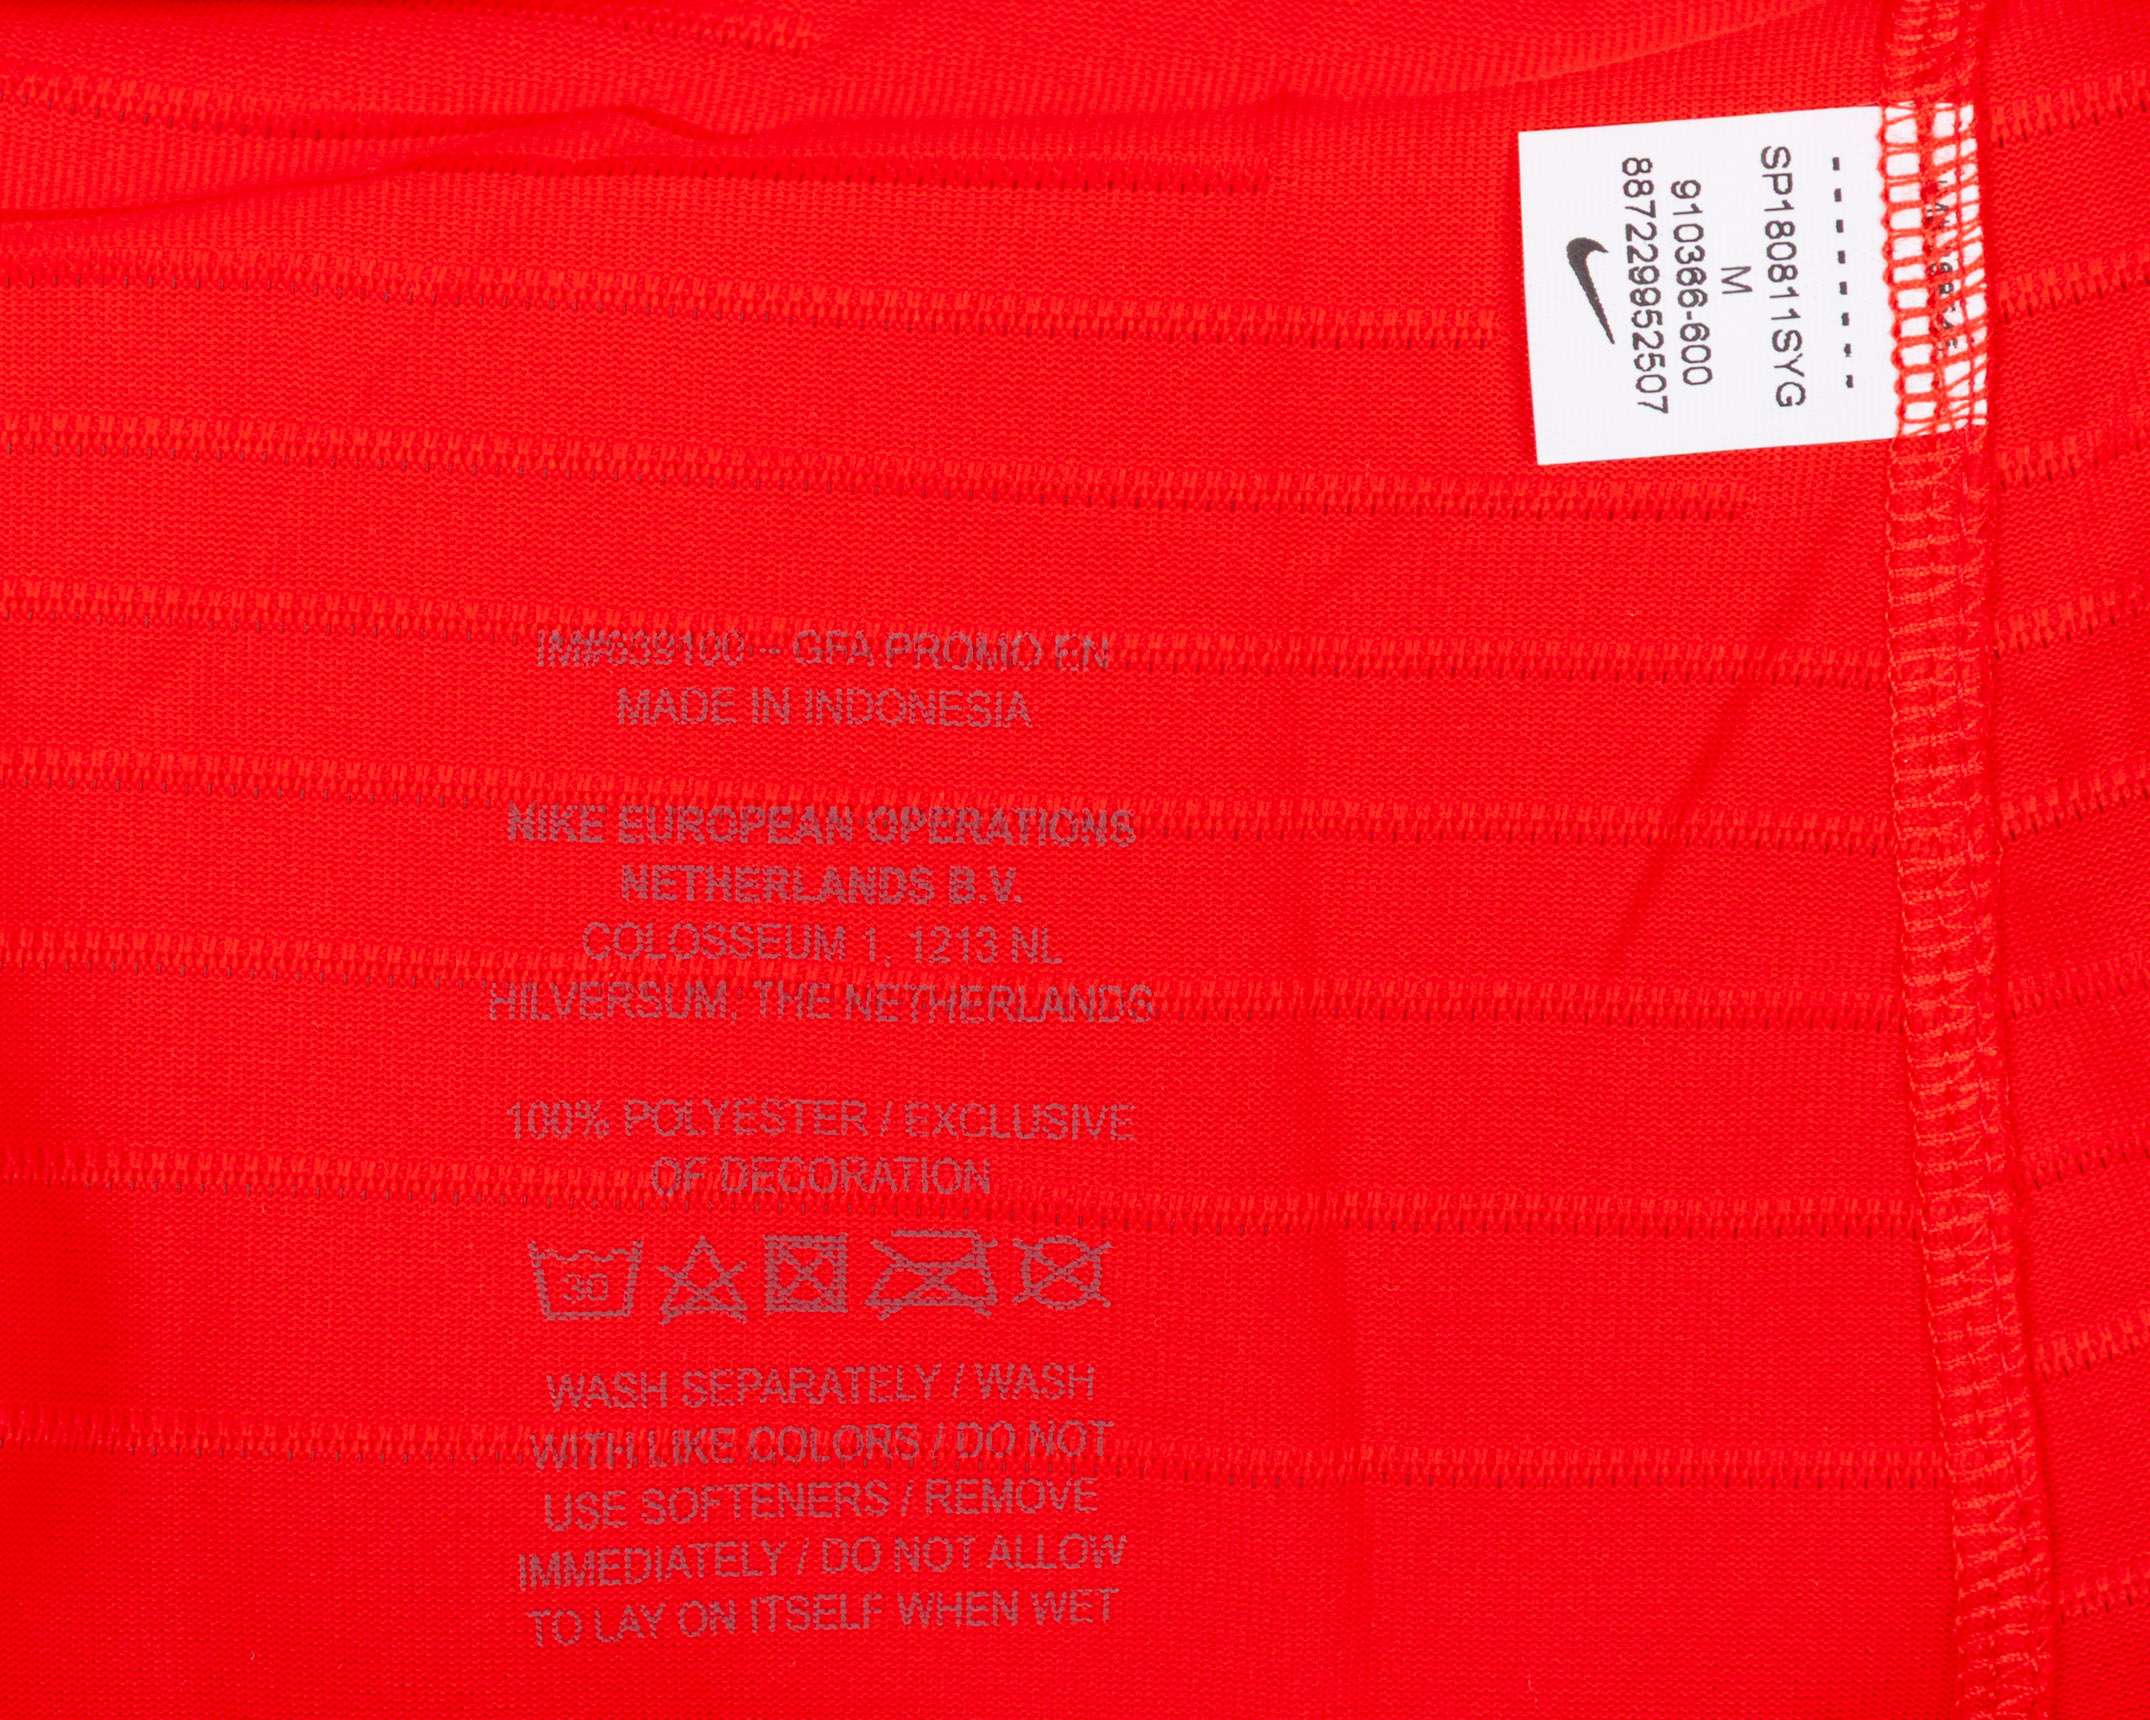 SP180811SYG
M
910366-600
887229952507
IM#639100 -- GFA PROMO EN
MADE IN INDONESIA
NIKE EUROPEAN OPERATIONS
NETHERLANDS B.V.
COLOSSEUM 1, 1213 NL
HILVERSUM, THE NETHERLANDS
100% POLYESTER / EXCLUSIVE
OF DECORATION
30
WASH SEPARATELY / WASH
WITH LIKE COLORS / DO NOT
USE SOFTENERS / REMOVE
IMMEDIATELY / DO NOT ALLOW
TO LAY ON ITSELF WHEN WET